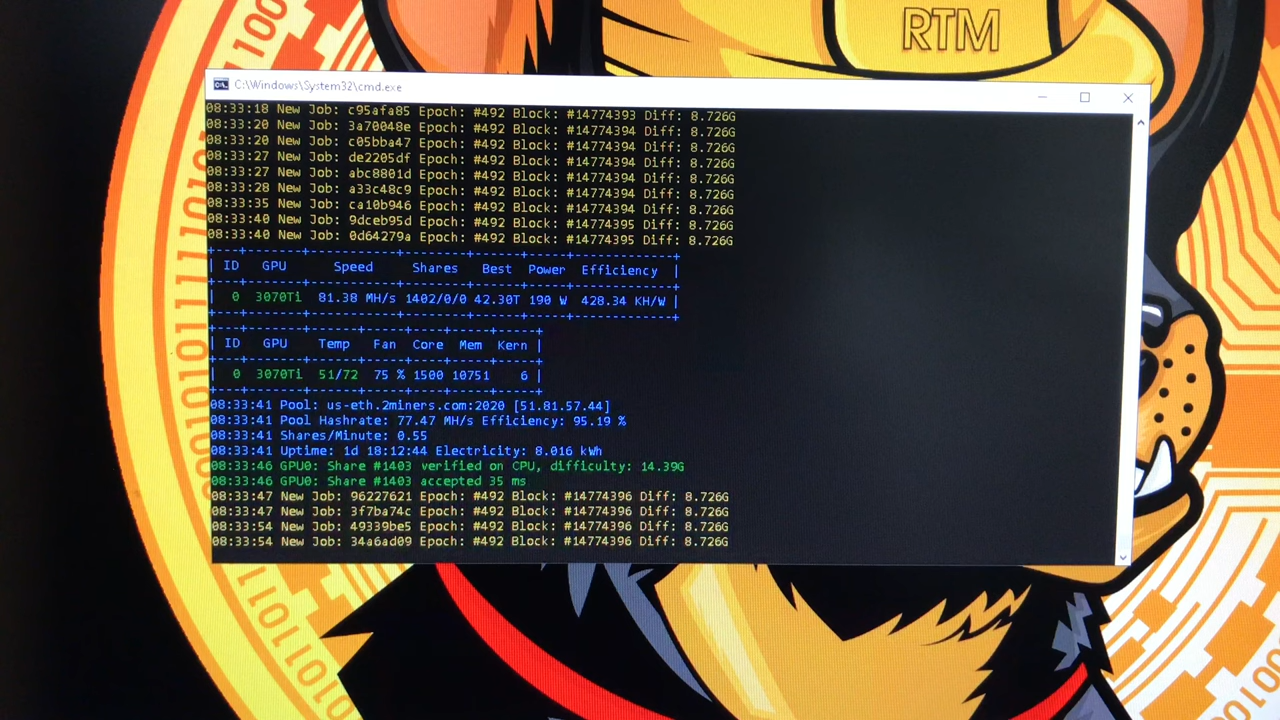 RTM
C:\Windows\System32\cmd.exe
08:33:18 New Job: c95afa85 Epoch: #492 Block: #14774393 Diff: 8.726G
08:33:20 New Job: 3a70048e Epoch: #492 Block: #14774394 Diff: 8.726G
08:33:20 New Job: c05bba47 Epoch: #492 Block: #14774394 Diff: 8.726G
08:33:27 New Job: de2205df Epoch: #492 Block: #14774394 Diff: 8.726G
08:33:27 New Job: abc8801d Epoch: #492 Block: #14774394 Diff: 8.726G
08:33:28 New Job: a33c48c9 Epoch: #492 Block: #14774394 Diff: 8.726G
08:33:35 New Job: ca10b946 Epoch: #492 Block: #14774394 Diff: 8.726G
08:33:40 New Job: 9dceb95d Epoch: #492 Block: #14774395 Diff: 8.726G
08:33:40 New Job: 0d64279a Epoch: #492 Block: #14774395 Diff: 8.726G
ID GPU Speed Shares Best Power Efficiency
0 3070Ti 81.38 MH/s 1402/0/0 42.30T 190 W 428.34 KH/W
ID GPU Temp Fan Core Mem Kern
0 3070Ti 51/72 75 % 1500 10751 6
08:33:41 Pool: us-eth.2miners.com:2020 [51.81.57.44]
08:33:41 Pool Hashrate: 77.47 MH/s Efficiency: 95.19 %
08:33:41 Shares/Minute: 0.55
08:33:41 Uptime: 1d 18:12:44 Electricity: 8.016 kWh
08:33:46 GPU0: Share #1403 verified on CPU, difficulty: 14.39G
08:33:46 GPU0: Share #1403 accepted 35 ms
08:33:47 New Job: 96227621 Epoch: #492 Block: #14774396 Diff: 8.726G
08:33:47 New Job: 3f7ba74c Epoch: #492 Block: #14774396 Diff: 8.726G
08:33:54 New Job: 49339be5 Epoch: #492 Block: #14774396 Diff: 8.726G
08:33:54 New Job: 34a6ad09 Epoch: #492 Block: #14774396 Diff: 8.726G